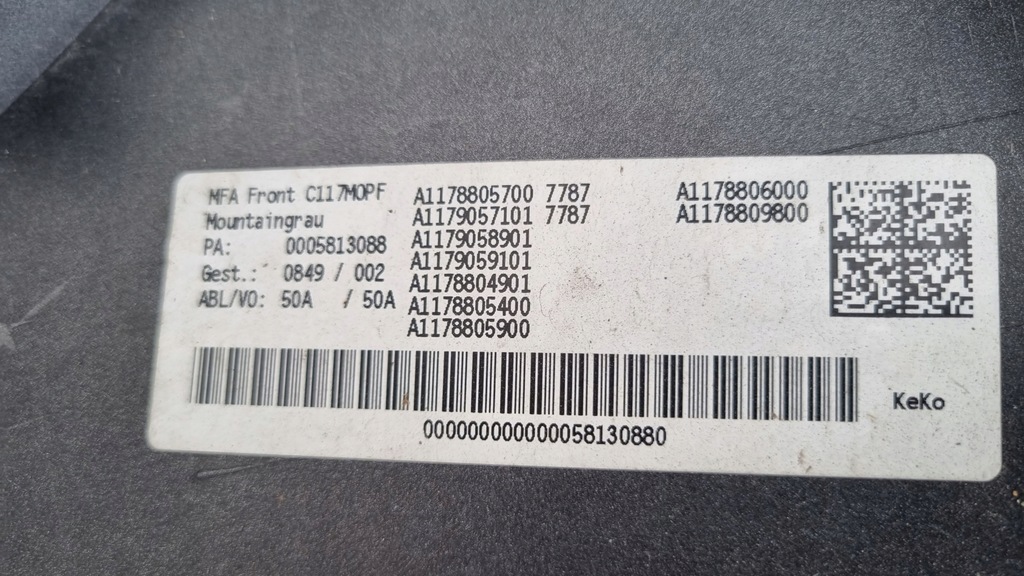 MFA Front C117MOPF
Mountaingrau
PA: 0005813088
Gest.: 0849 / 002
ABL/VO: 50A / 50A
A1178805700 7787
A1179057101 7787
A1179058901
A1179059101
A1178804901
A1178805400
A1178805900
A1178806000
A1178809800
KeKo
000000000000058130880